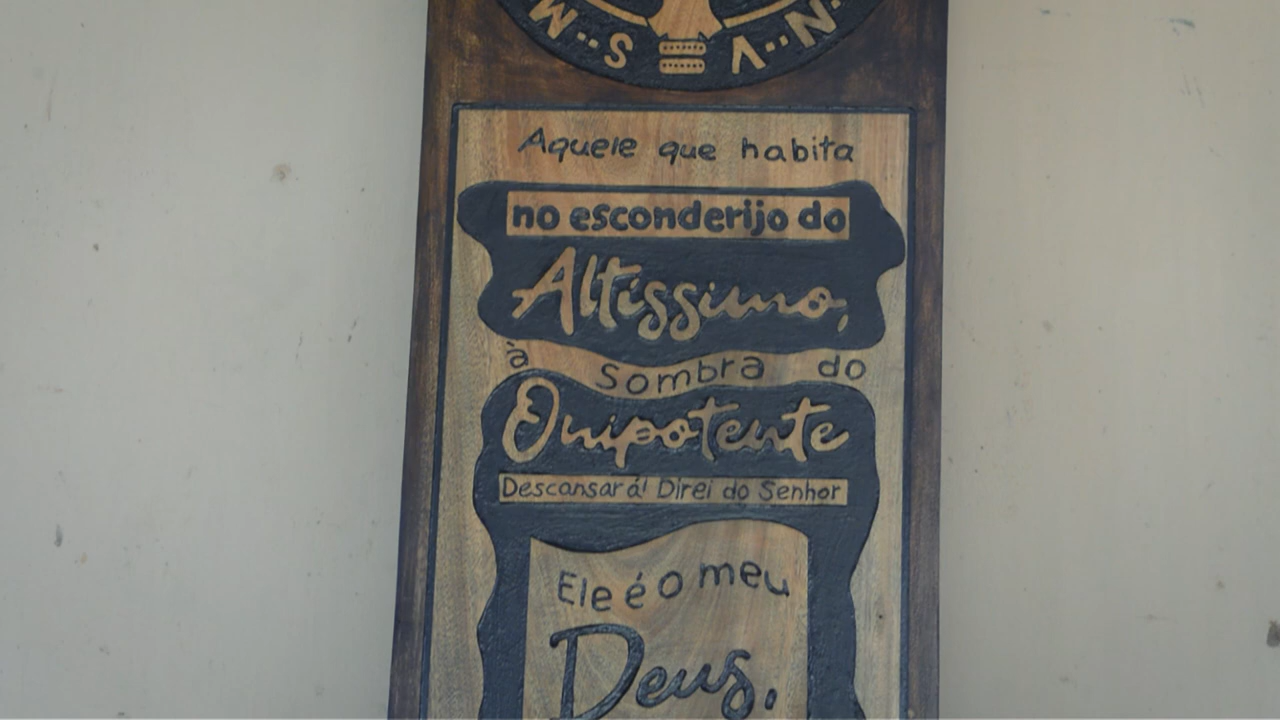 S M V N
Aquele que habita
no esconderijo do
Altíssimo,
à Sombra do
Onipotente
Descansará! Direi do Senhor
Ele é o meu
Deus,